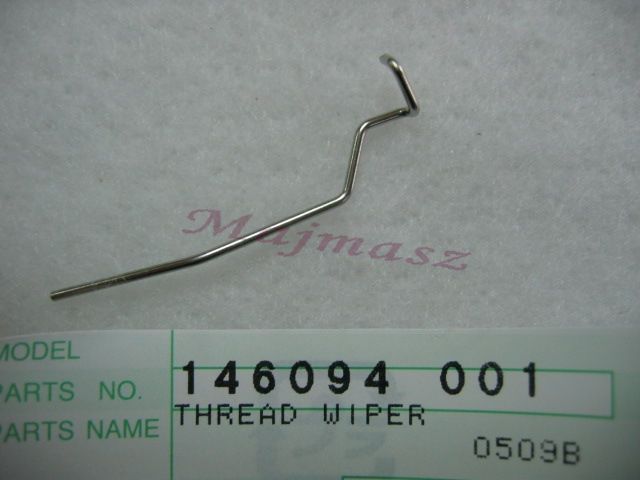 Majmasz
MODEL
PARTS NO. 146094 001
PARTS NAME THREAD WIPER
0509B